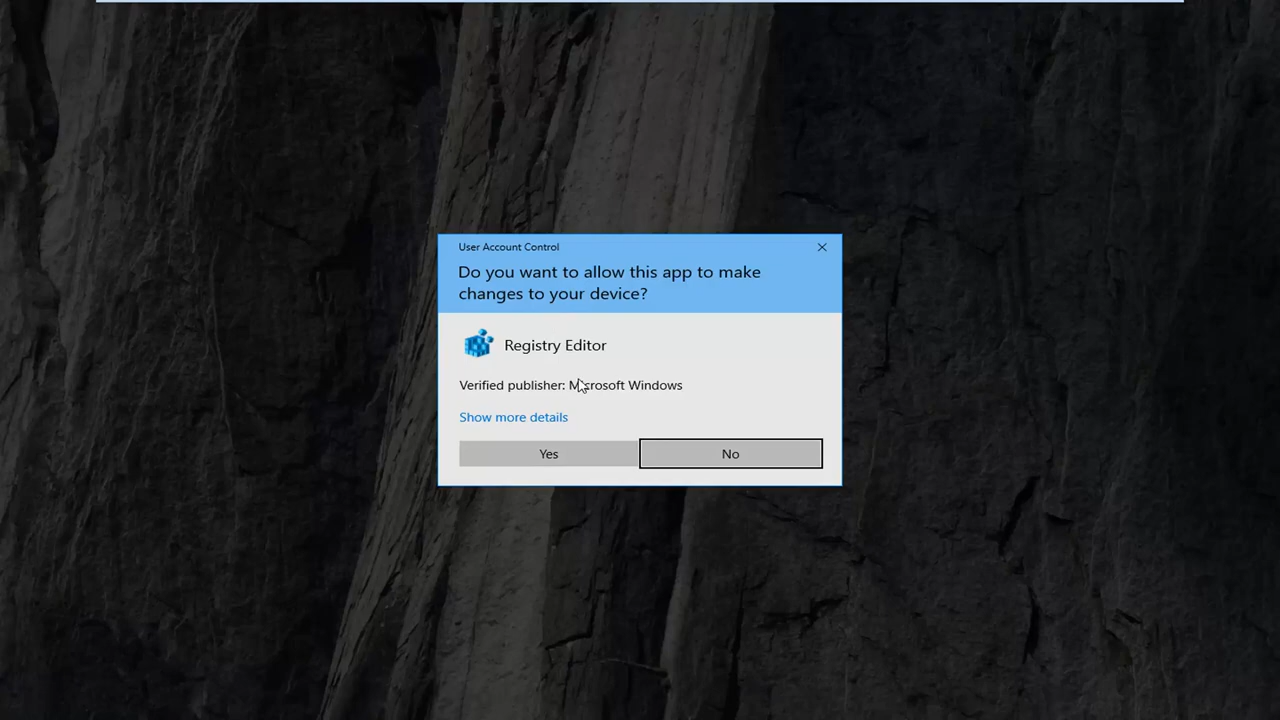 User Account Control
Do you want to allow this app to make
changes to your device?
Registry Editor
Verified publisher: Microsoft Windows
Show more details
Yes
No